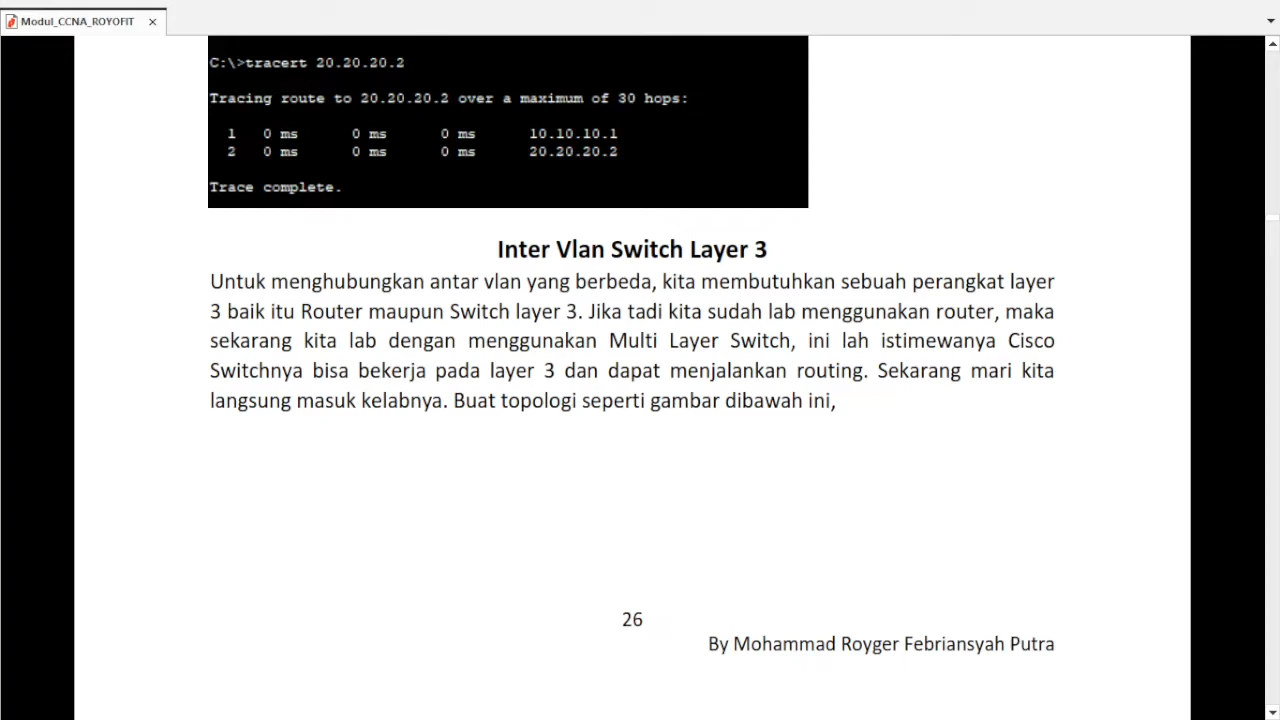 Modul_CCNA_ROYOFIT
C:\>tracert 20.20.20.2
Tracing route to 20.20.20.2 over a maximum of 30 hops:
1 0 ms 0 ms 0 ms 10.10.10.1
2 0 ms 0 ms 0 ms 20.20.20.2
Trace complete.
Inter Vlan Switch Layer 3
Untuk menghubungkan antar vlan yang berbeda, kita membutuhkan sebuah perangkat layer
3 baik itu Router maupun Switch layer 3. Jika tadi kita sudah lab menggunakan router, maka
sekarang kita lab dengan menggunakan Multi Layer Switch, ini lah istimewanya Cisco
Switchnya bisa bekerja pada layer 3 dan dapat menjalankan routing. Sekarang mari kita
langsung masuk kelabnya. Buat topologi seperti gambar dibawah ini,
26
By Mohammad Royger Febriansyah Putra